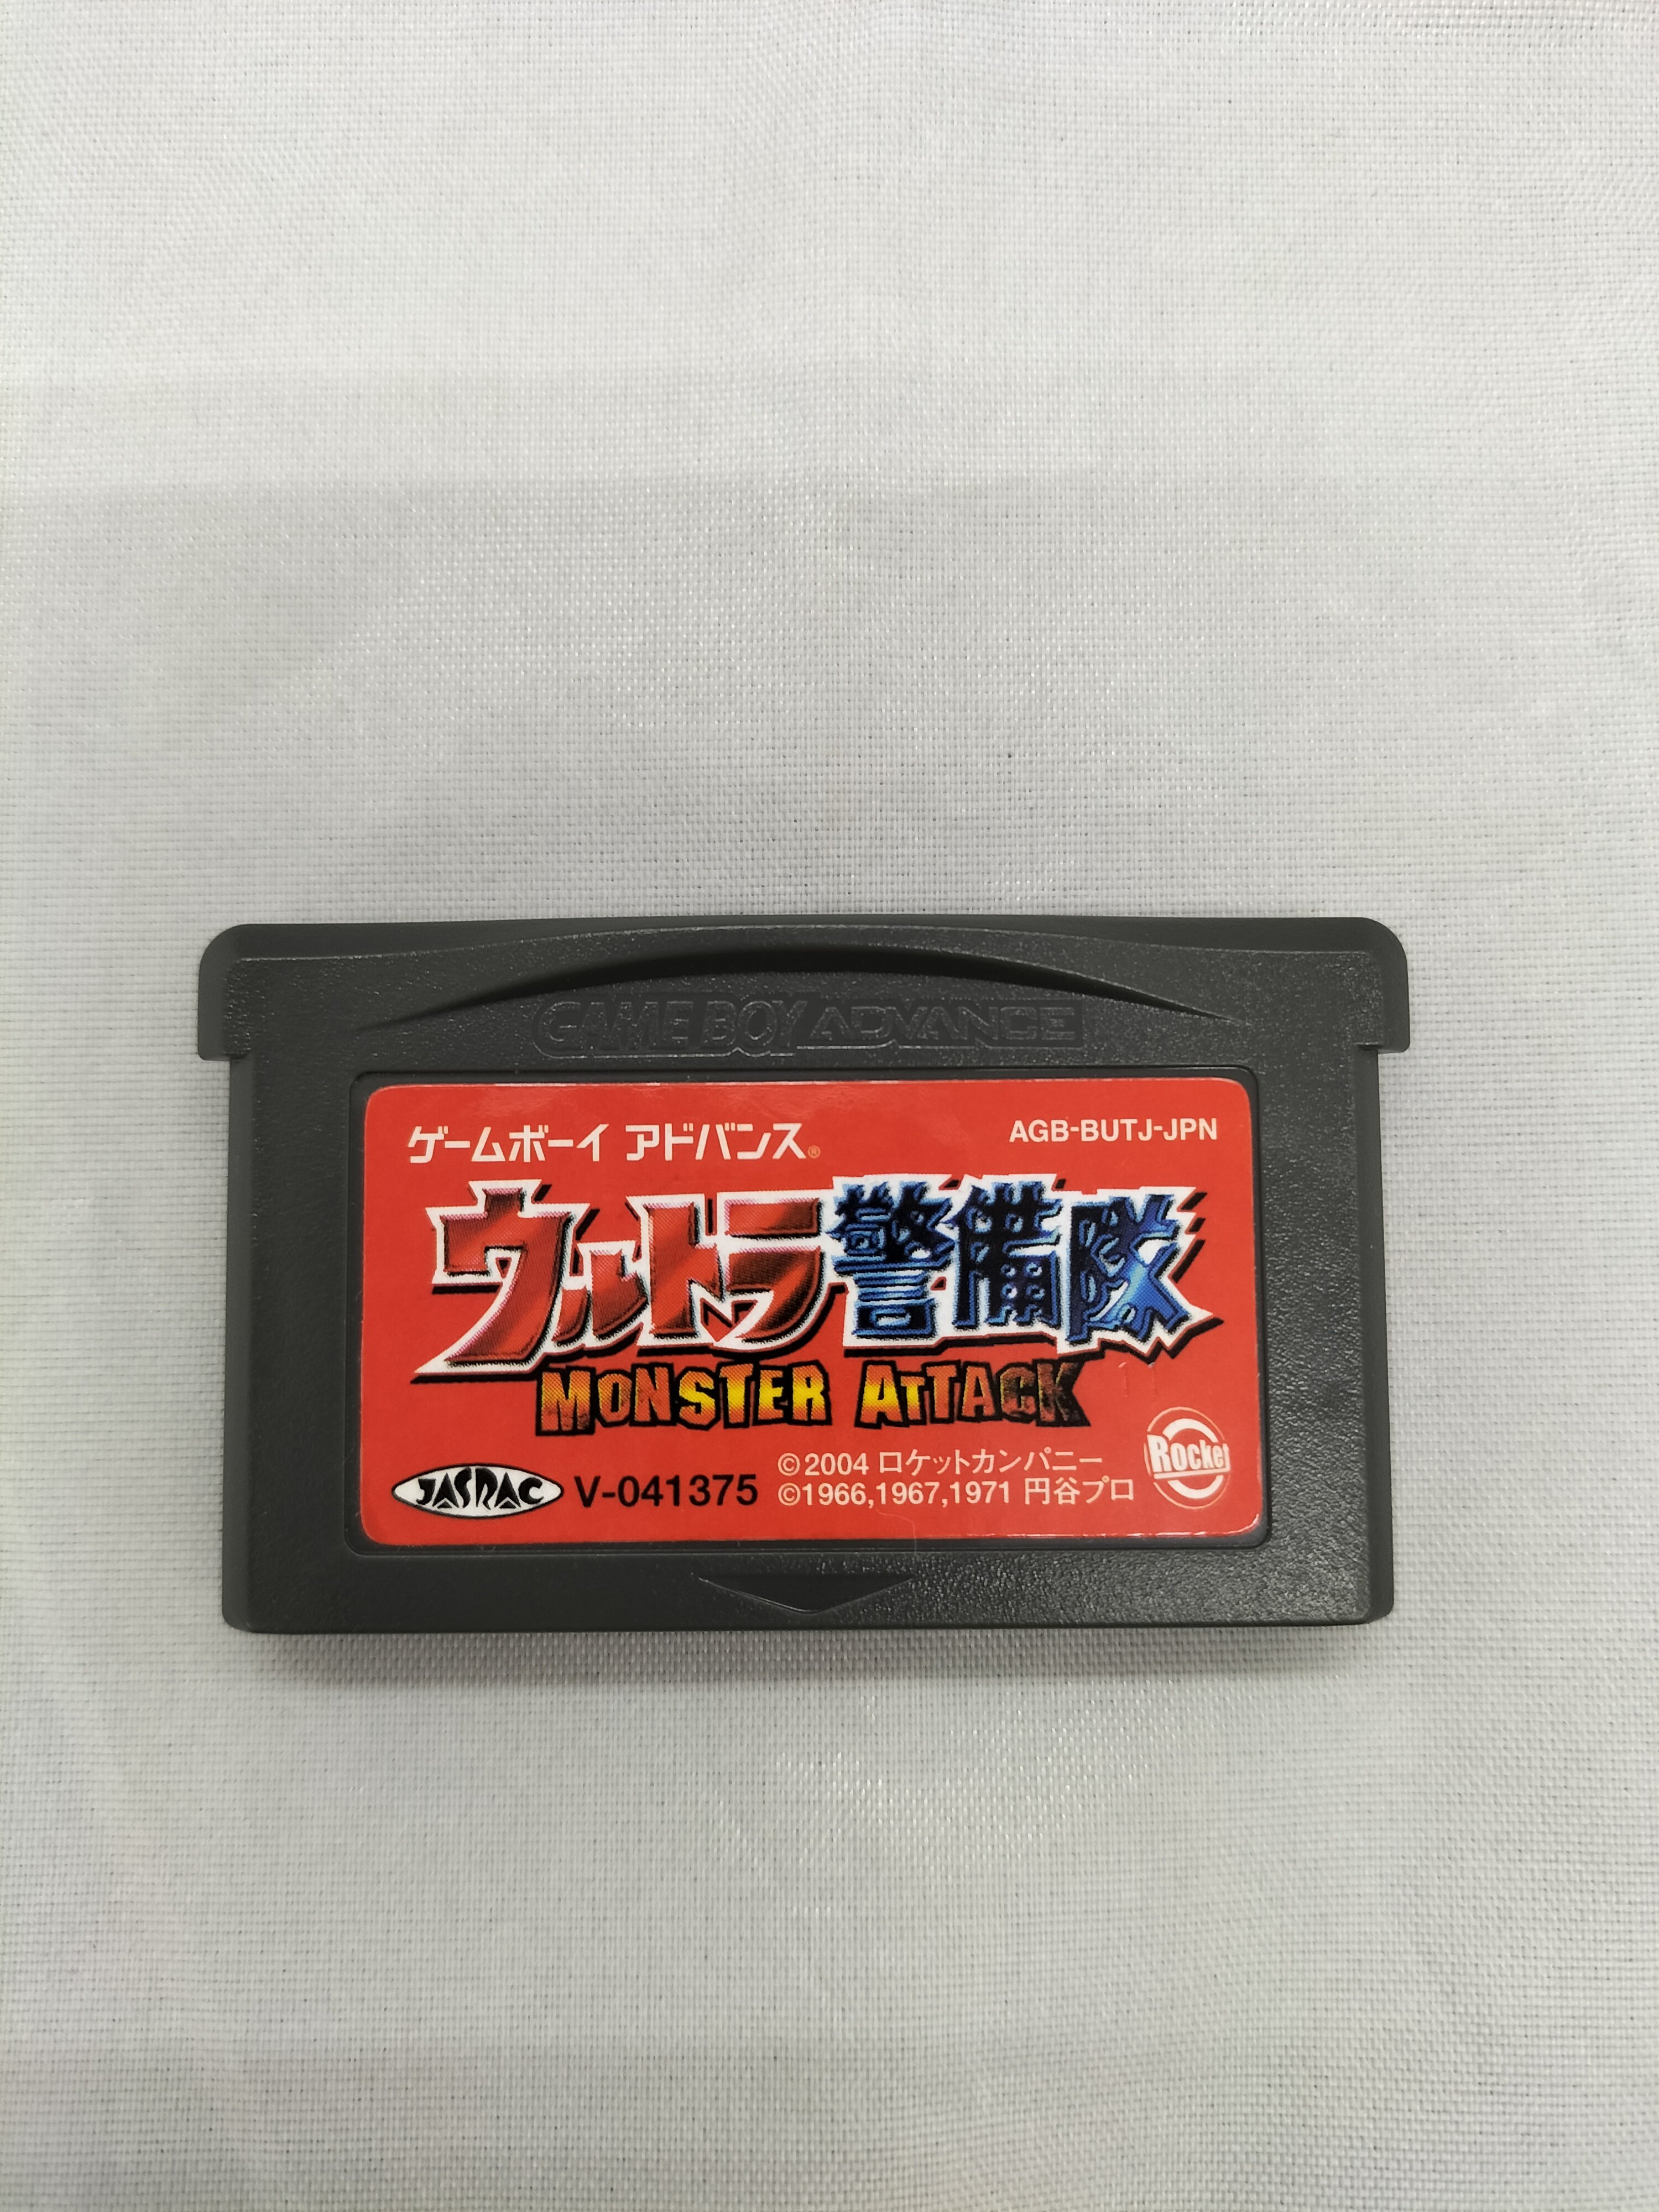 GAME BOY ADVANCE
ゲームボーイ アドバンス®
AGB-BUTJ-JPN
ウルトラ警備隊
MONSTER ATTACK
JASRAC V-041375
©2004 ロケットカンパニー
©1966,1967,1971 円谷プロ
Rocket